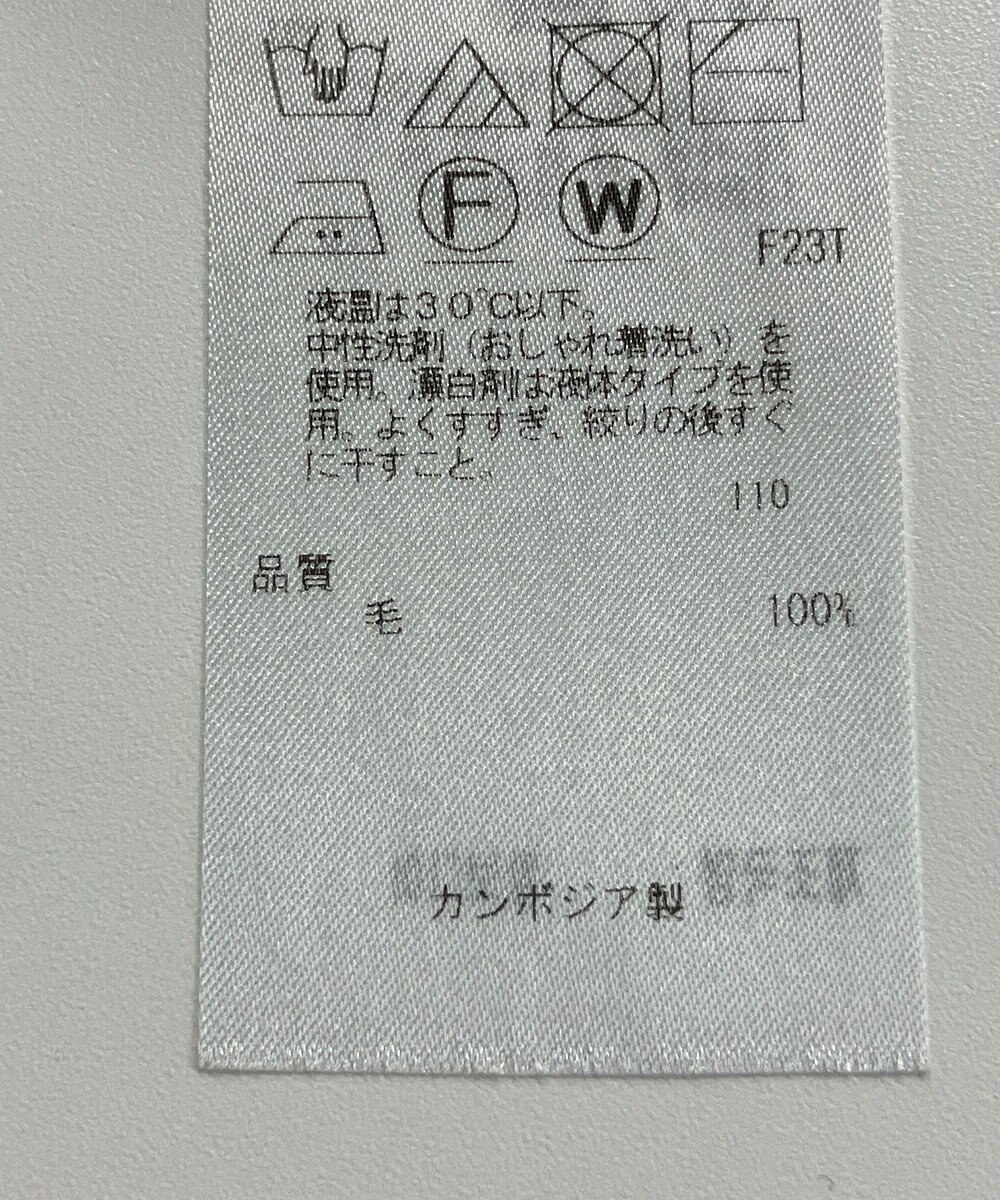 F
W
F23T
液温は30℃以下。
中性洗剤(おしゃれ着洗い)を
使用。漂白剤は液体タイプを使
用。よくすすぎ、絞りの後すぐ
に干すこと。
110
品質
毛 100%
カンボジア製